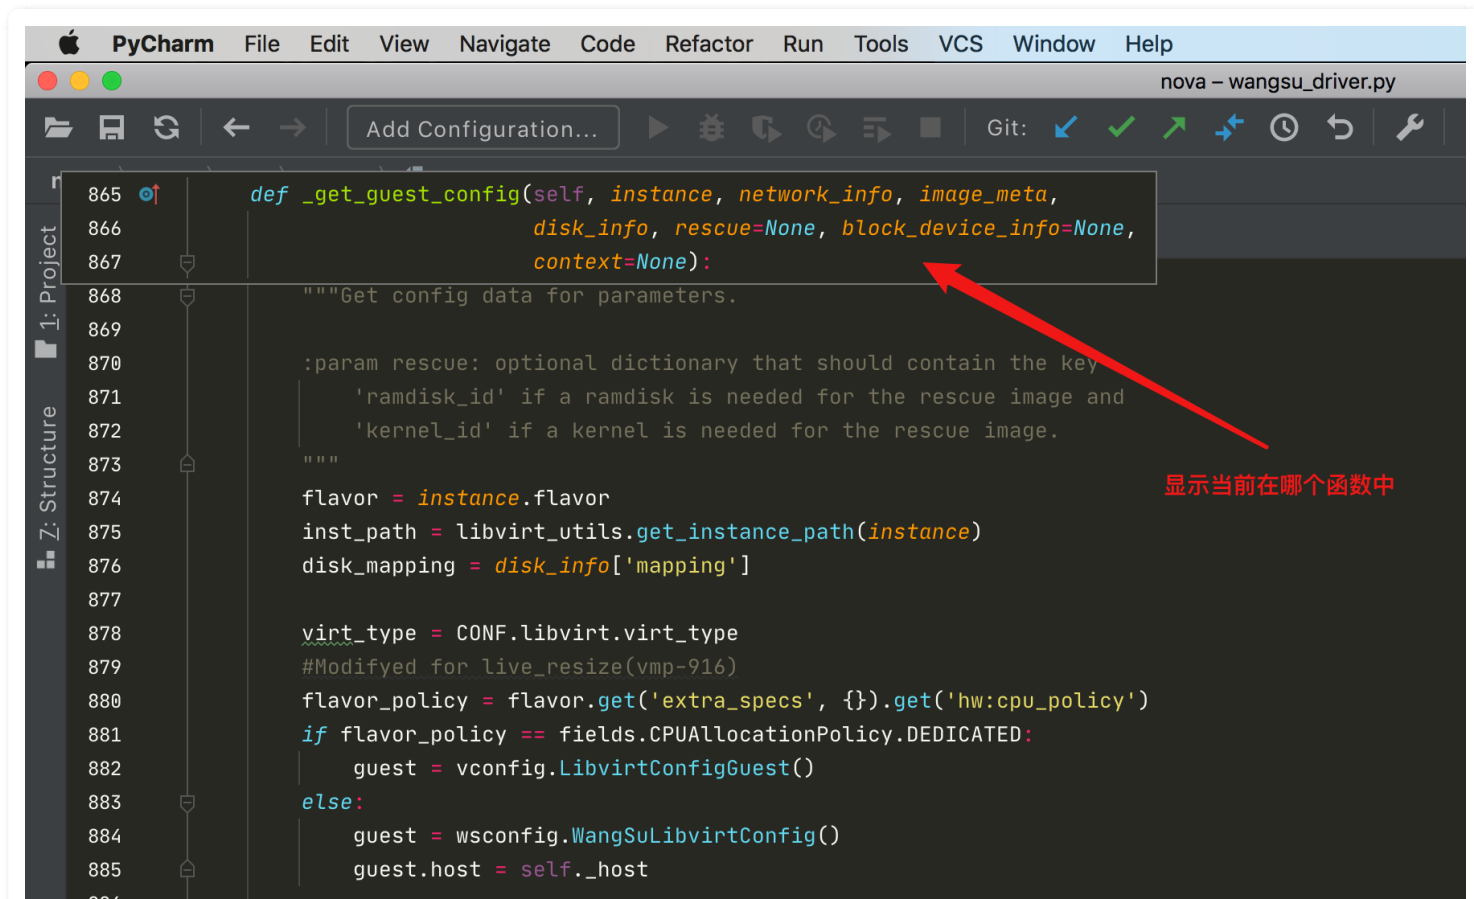 PyCharm File Edit View Navigate Code Refactor Run Tools VCS Window Help
nova – wangsu_driver.py
Add Configuration... Git:
1: Project
Z: Structure
865 def _get_guest_config(self, instance, network_info, image_meta,
866 disk_info, rescue=None, block_device_info=None,
867 context=None):
868 """Get config data for parameters.
869
870 :param rescue: optional dictionary that should contain the key
871 'ramdisk_id' if a ramdisk is needed for the rescue image and
872 'kernel_id' if a kernel is needed for the rescue image.
873 """
显示当前在哪个函数中
874 flavor = instance.flavor
875 inst_path = libvirt_utils.get_instance_path(instance)
876 disk_mapping = disk_info['mapping']
877
878 virt_type = CONF.libvirt.virt_type
879 #Modifyed for live_resize(vmp-916)
880 flavor_policy = flavor.get('extra_specs', {}).get('hw:cpu_policy')
881 if flavor_policy == fields.CPUAllocationPolicy.DEDICATED:
882 guest = vconfig.LibvirtConfigGuest()
883 else:
884 guest = wsconfig.WangSuLibvirtConfig()
885 guest.host = self._host